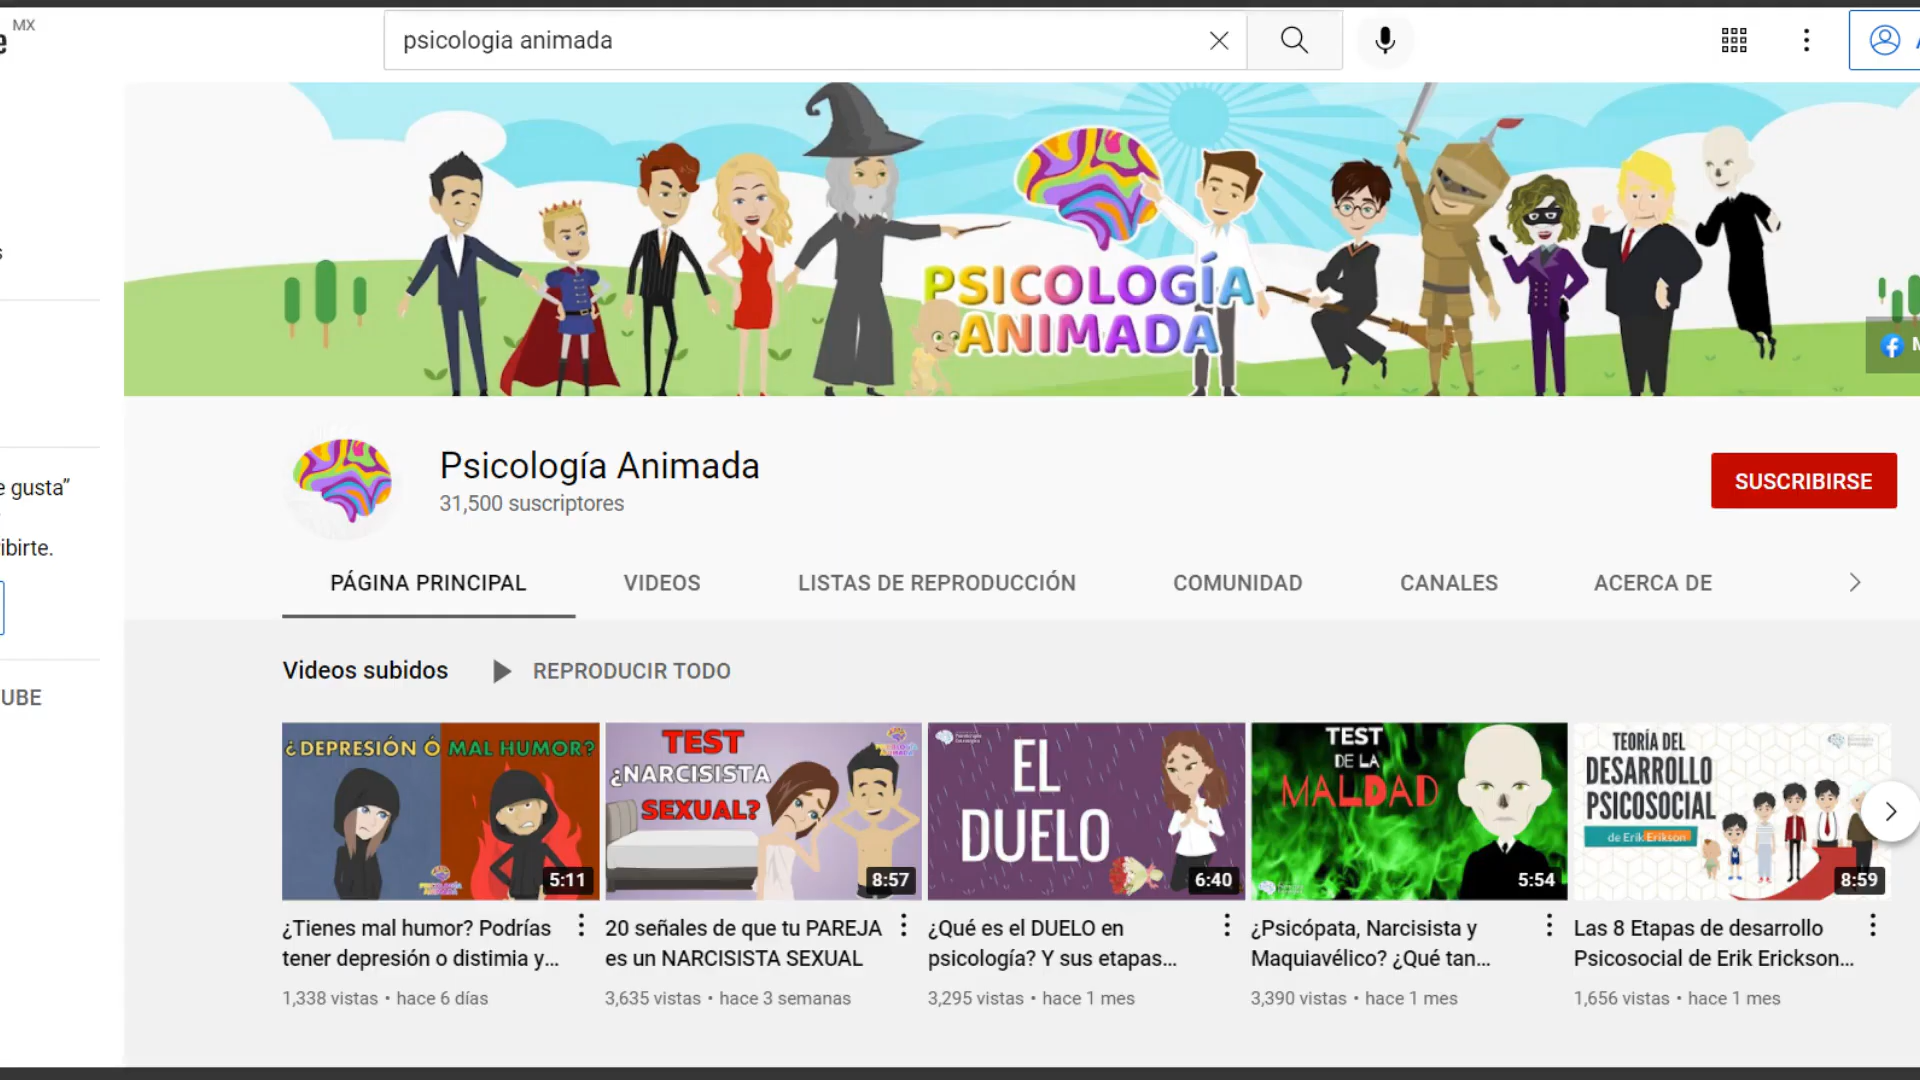 MX
psicologia animada
PSICOLOGÍA
ANIMADA
e gusta”
ibirte.
UBE
Psicología Animada
31,500 suscriptores
SUSCRIBIRSE
PÁGINA PRINCIPAL
VIDEOS
LISTAS DE REPRODUCCIÓN
COMUNIDAD
CANALES
ACERCA DE
Videos subidos
REPRODUCIR TODO
¿DEPRESIÓN Ó MAL HUMOR?
PSICOLOGÍA
ANIMADA
5:11
TEST
¿NARCISISTA
SEXUAL?
8:57
EL
DUELO
6:40
TEST
DE LA
MALDAD
5:54
TEORÍA DEL
DESARROLLO
PSICOSOCIAL
de Erik Erikson
8:59
¿Tienes mal humor? Podrías
tener depresión o distimia y...
1,338 vistas • hace 6 días
20 señales de que tu PAREJA
es un NARCISISTA SEXUAL
3,635 vistas • hace 3 semanas
¿Qué es el DUELO en
psicología? Y sus etapas...
3,295 vistas • hace 1 mes
¿Psicópata, Narcisista y
Maquiavélico? ¿Qué tan...
3,390 vistas • hace 1 mes
Las 8 Etapas de desarrollo
Psicosocial de Erik Erickson...
1,656 vistas • hace 1 mes